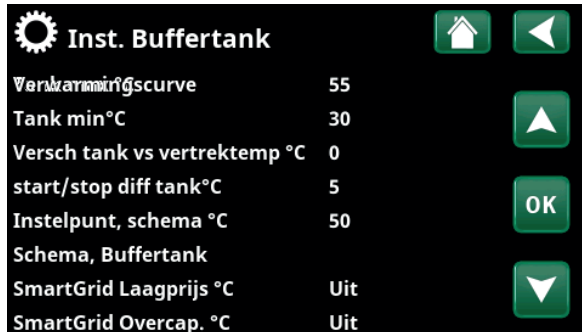 Inst. Buffertank
Verwarmingscurve 55
Tank min°C 30
Versch tank vs vertrektemp °C 0
start/stop diff tank°C 5
Instelpunt, schema °C 50
OK
Schema, Buffertank
SmartGrid Laagprijs °C Uit
SmartGrid Overcap. °C Uit